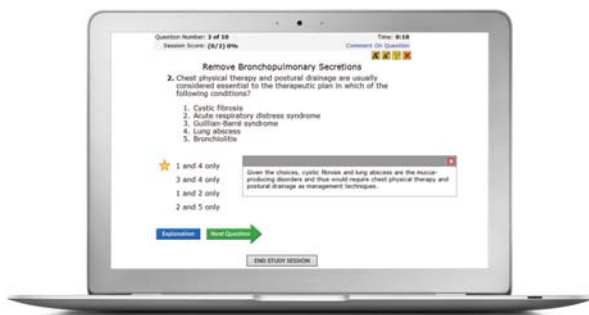 Question Number: 2 of 10
Time: 0:18
Session Score: (0/2) 0%
Comment On Question
Remove Bronchopulmonary Secretions
2. Chest physical therapy and postural drainage are usually
considered essential to the therapeutic plan in which of the
following conditions?
1. Cystic fibrosis
2. Acute respiratory distress syndrome
3. Guillian-Barré syndrome
4. Lung abscess
5. Bronchiolitis
1 and 4 only
3 and 4 only
1 and 2 only
2 and 5 only
Given the choices, cystic fibrosis and lung abscess are the mucus-
producing disorders and thus would require chest physical therapy and
postural drainage as management techniques.
Explanation
Next Question
END STUDY SESSION